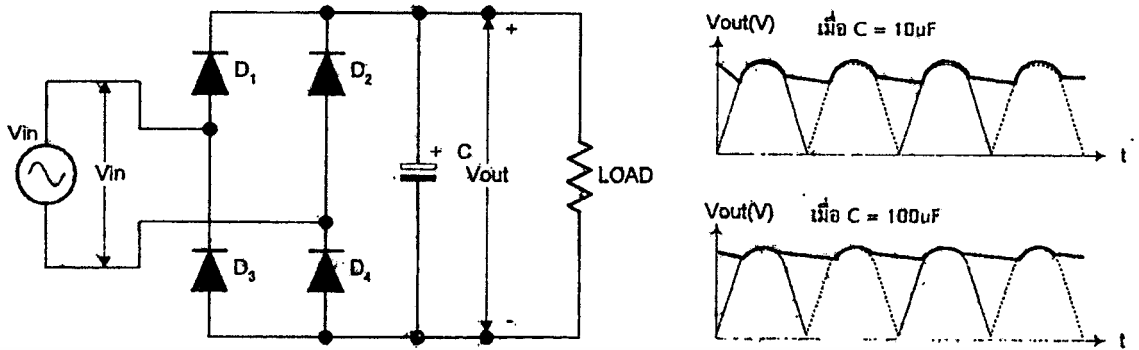 Vin
Vin
D1
D2
D3
D4
+
C
Vout
+
-
LOAD
Vout(V) เมื่อ C = 10uF
t
Vout(V) เมื่อ C = 100uF
t